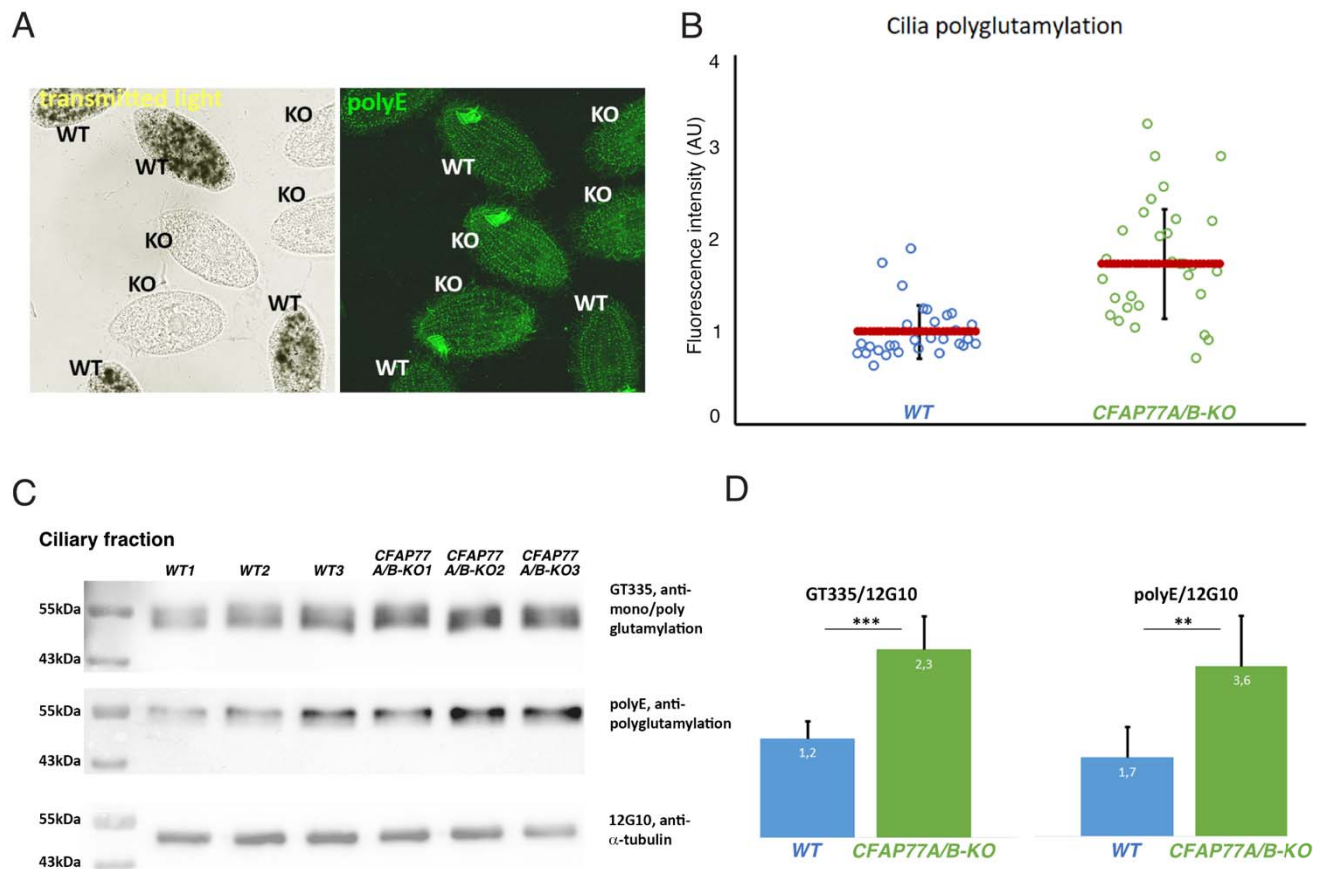 A
transmitted light
WT
WT
KO
KO
KO
KO
WT
WT
polyE
KO
WT
KO
KO
KO
WT
WT
B
Cilia polyglutamylation
Fluorescence intensity (AU)
4
3
2
1
0
WT
CFAP77A/B-KO
C
Ciliary fraction
WT1
WT2
WT3
CFAP77
A/B-KO1
CFAP77
A/B-KO2
CFAP77
A/B-KO3
55kDa
43kDa
GT335, anti-
mono/poly
glutamylation
55kDa
43kDa
polyE, anti-
polyglutamylation
55kDa
43kDa
12G10, anti-
α-tubulin
D
GT335/12G10
***
1,2
2,3
WT
CFAP77A/B-KO
polyE/12G10
**
1,7
3,6
WT
CFAP77A/B-KO